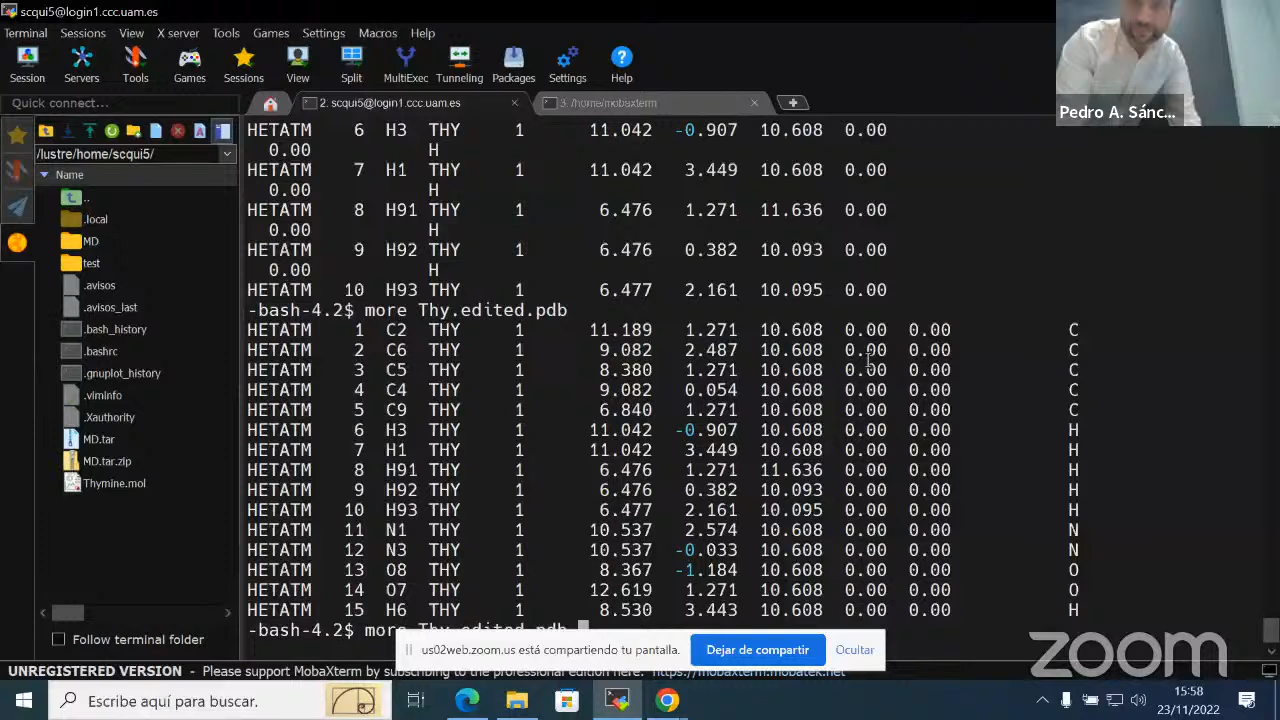 scqui5@login1.ccc.uam.es
Terminal Sessions View X server Tools Games Settings Macros Help
Session Servers Tools Games Sessions View Split MultiExec Tunneling Packages Settings Help
Pedro A. Sánc...
Quick connect...
2. scqui5@login1.ccc.uam.es
3. /home/mobaxterm
/lustre/home/scqui5/
Name
..
.local
MD
test
.avisos
.avisos_last
.bash_history
.bashrc
.gnuplot_history
.viminfo
.Xauthority
MD.tar
MD.tar.zip
Thymine.mol
Follow terminal folder
HETATM 6 H3 THY 1 11.042 -0.907 10.608 0.00
0.00 H
HETATM 7 H1 THY 1 11.042 3.449 10.608 0.00
0.00 H
HETATM 8 H91 THY 1 6.476 1.271 11.636 0.00
0.00 H
HETATM 9 H92 THY 1 6.476 0.382 10.093 0.00
0.00 H
HETATM 10 H93 THY 1 6.477 2.161 10.095 0.00
-bash-4.2$ more Thy.edited.pdb
HETATM 1 C2 THY 1 11.189 1.271 10.608 0.00 0.00 C
HETATM 2 C6 THY 1 9.082 2.487 10.608 0.00 0.00 C
HETATM 3 C5 THY 1 8.380 1.271 10.608 0.00 0.00 C
HETATM 4 C4 THY 1 9.082 0.054 10.608 0.00 0.00 C
HETATM 5 C9 THY 1 6.840 1.271 10.608 0.00 0.00 C
HETATM 6 H3 THY 1 11.042 -0.907 10.608 0.00 0.00 H
HETATM 7 H1 THY 1 11.042 3.449 10.608 0.00 0.00 H
HETATM 8 H91 THY 1 6.476 1.271 11.636 0.00 0.00 H
HETATM 9 H92 THY 1 6.476 0.382 10.093 0.00 0.00 H
HETATM 10 H93 THY 1 6.477 2.161 10.095 0.00 0.00 H
HETATM 11 N1 THY 1 10.537 2.574 10.608 0.00 0.00 N
HETATM 12 N3 THY 1 10.537 -0.033 10.608 0.00 0.00 N
HETATM 13 O8 THY 1 8.367 -1.184 10.608 0.00 0.00 O
HETATM 14 O7 THY 1 12.619 1.271 10.608 0.00 0.00 O
HETATM 15 H6 THY 1 8.530 3.443 10.608 0.00 0.00 H
-bash-4.2$ more Thy.edited.pdb
us02web.zoom.us está compartiendo tu pantalla. Dejar de compartir Ocultar
zoom
UNREGISTERED VERSION - Please support MobaXterm by subscribing to the professional edition here: https://mobaxterm.mobatek.net
Escribe aquí para buscar.
15:58
23/11/2022